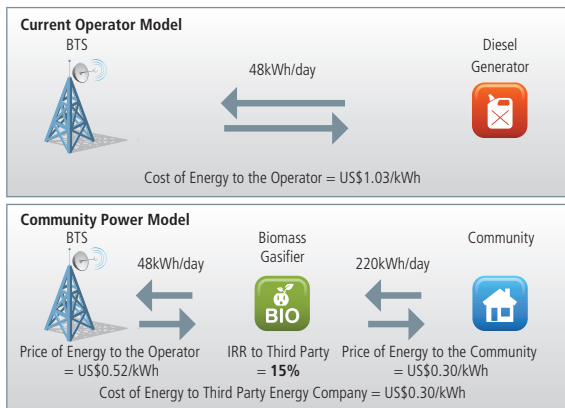 Current Operator Model
BTS
Diesel
Generator
48kWh/day
Cost of Energy to the Operator = US$1.03/kWh
Community Power Model
BTS
Biomass
Gasifier
Community
48kWh/day
220kWh/day
BIO
Price of Energy to the Operator
= US$0.52/kWh
IRR to Third Party
= 15%
Price of Energy to the Community
= US$0.30/kWh
Cost of Energy to Third Party Energy Company = US$0.30/kWh